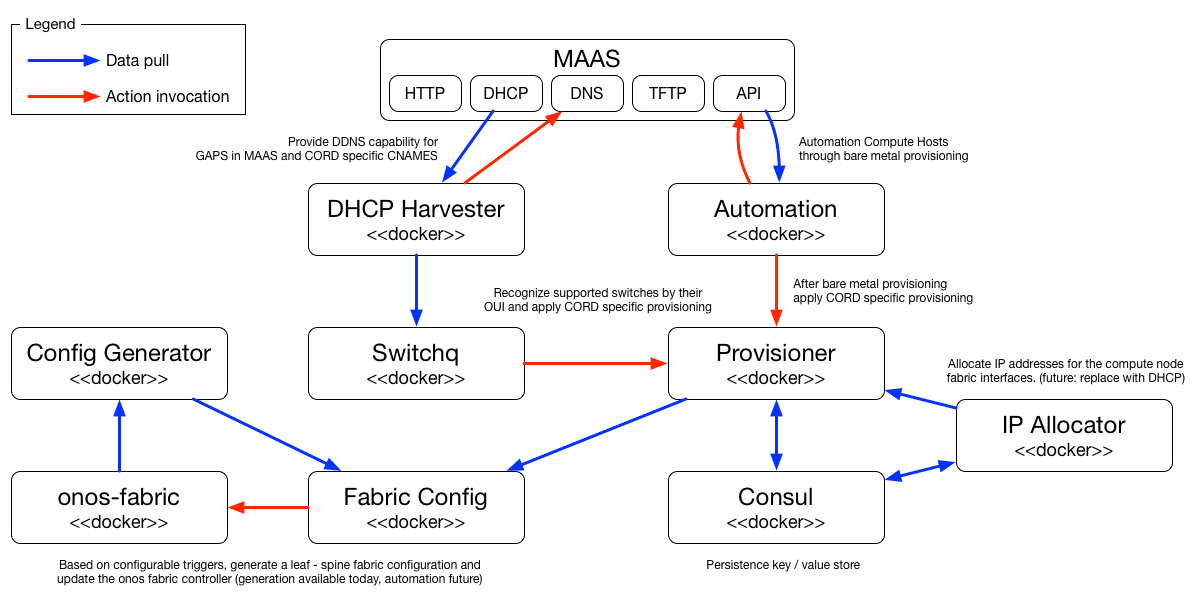 Legend
Data pull
Action invocation
MAAS
HTTP
DHCP
DNS
TFTP
API
Provide DDNS capability for
GAPS in MAAS and CORD specific CNAMES
Automation Compute Hosts
through bare metal provisioning
DHCP Harvester
<<docker>>
Automation
<<docker>>
Recognize supported switches by their
OUI and apply CORD specific provisioning
After bare metal provisioning
apply CORD specific provisioning
Config Generator
<<docker>>
Switchq
<<docker>>
Provisioner
<<docker>>
Allocate IP addresses for the compute node
fabric interfaces. (future: replace with DHCP)
IP Allocator
<<docker>>
onos-fabric
<<docker>>
Fabric Config
<<docker>>
Consul
<<docker>>
Based on configurable triggers, generate a leaf - spine fabric configuration and
update the onos fabric controller (generation available today, automation future)
Persistence key / value store